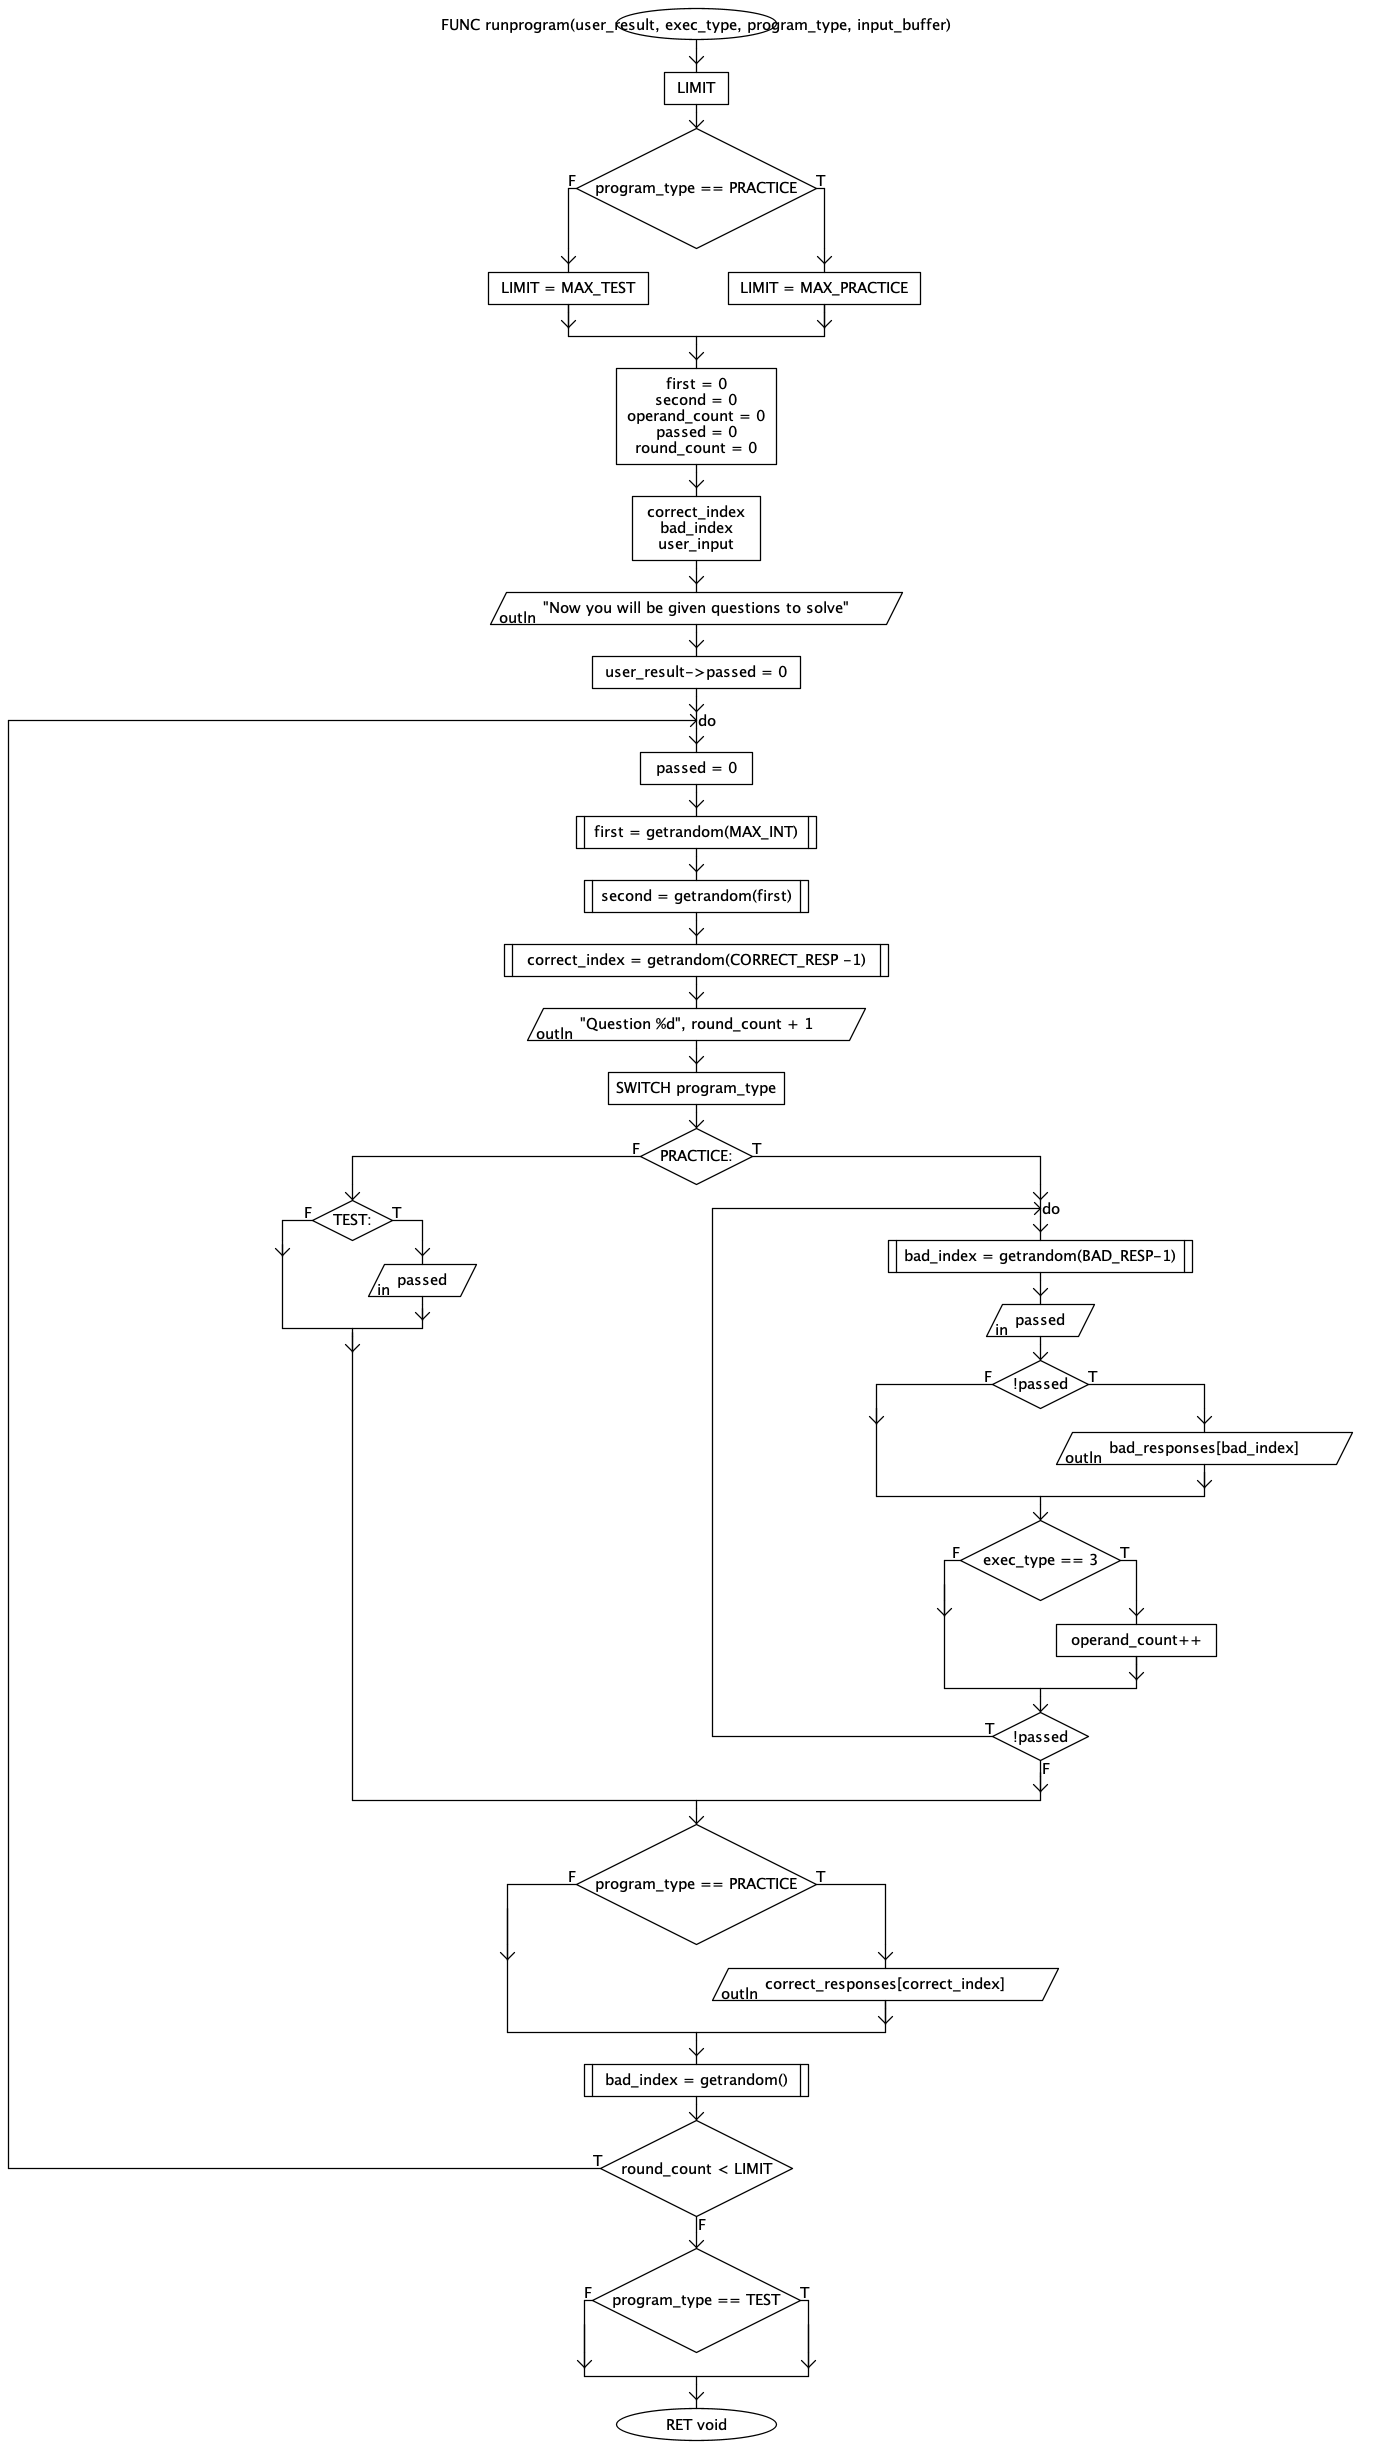 FUNC runprogram(user_result, exec_type, program_type, input_buffer)
LIMIT
F
T
program_type == PRACTICE
LIMIT = MAX_TEST
LIMIT = MAX_PRACTICE
first = 0
second = 0
operand_count = 0
passed = 0
round_count = 0
correct_index
bad_index
user_input
"Now you will be given questions to solve"
outln
user_result->passed = 0
do
passed = 0
first = getrandom(MAX_INT)
second = getrandom(first)
correct_index = getrandom(CORRECT_RESP -1)
"Question %d", round_count + 1
outln
SWITCH program_type
F
T
PRACTICE:
F
T
TEST:
passed
in
do
bad_index = getrandom(BAD_RESP-1)
passed
in
F
T
!passed
bad_responses[bad_index]
outln
F
T
exec_type == 3
operand_count++
T
!passed
F
F
T
program_type == PRACTICE
correct_responses[correct_index]
outln
bad_index = getrandom()
T
round_count < LIMIT
F
F
T
program_type == TEST
RET void